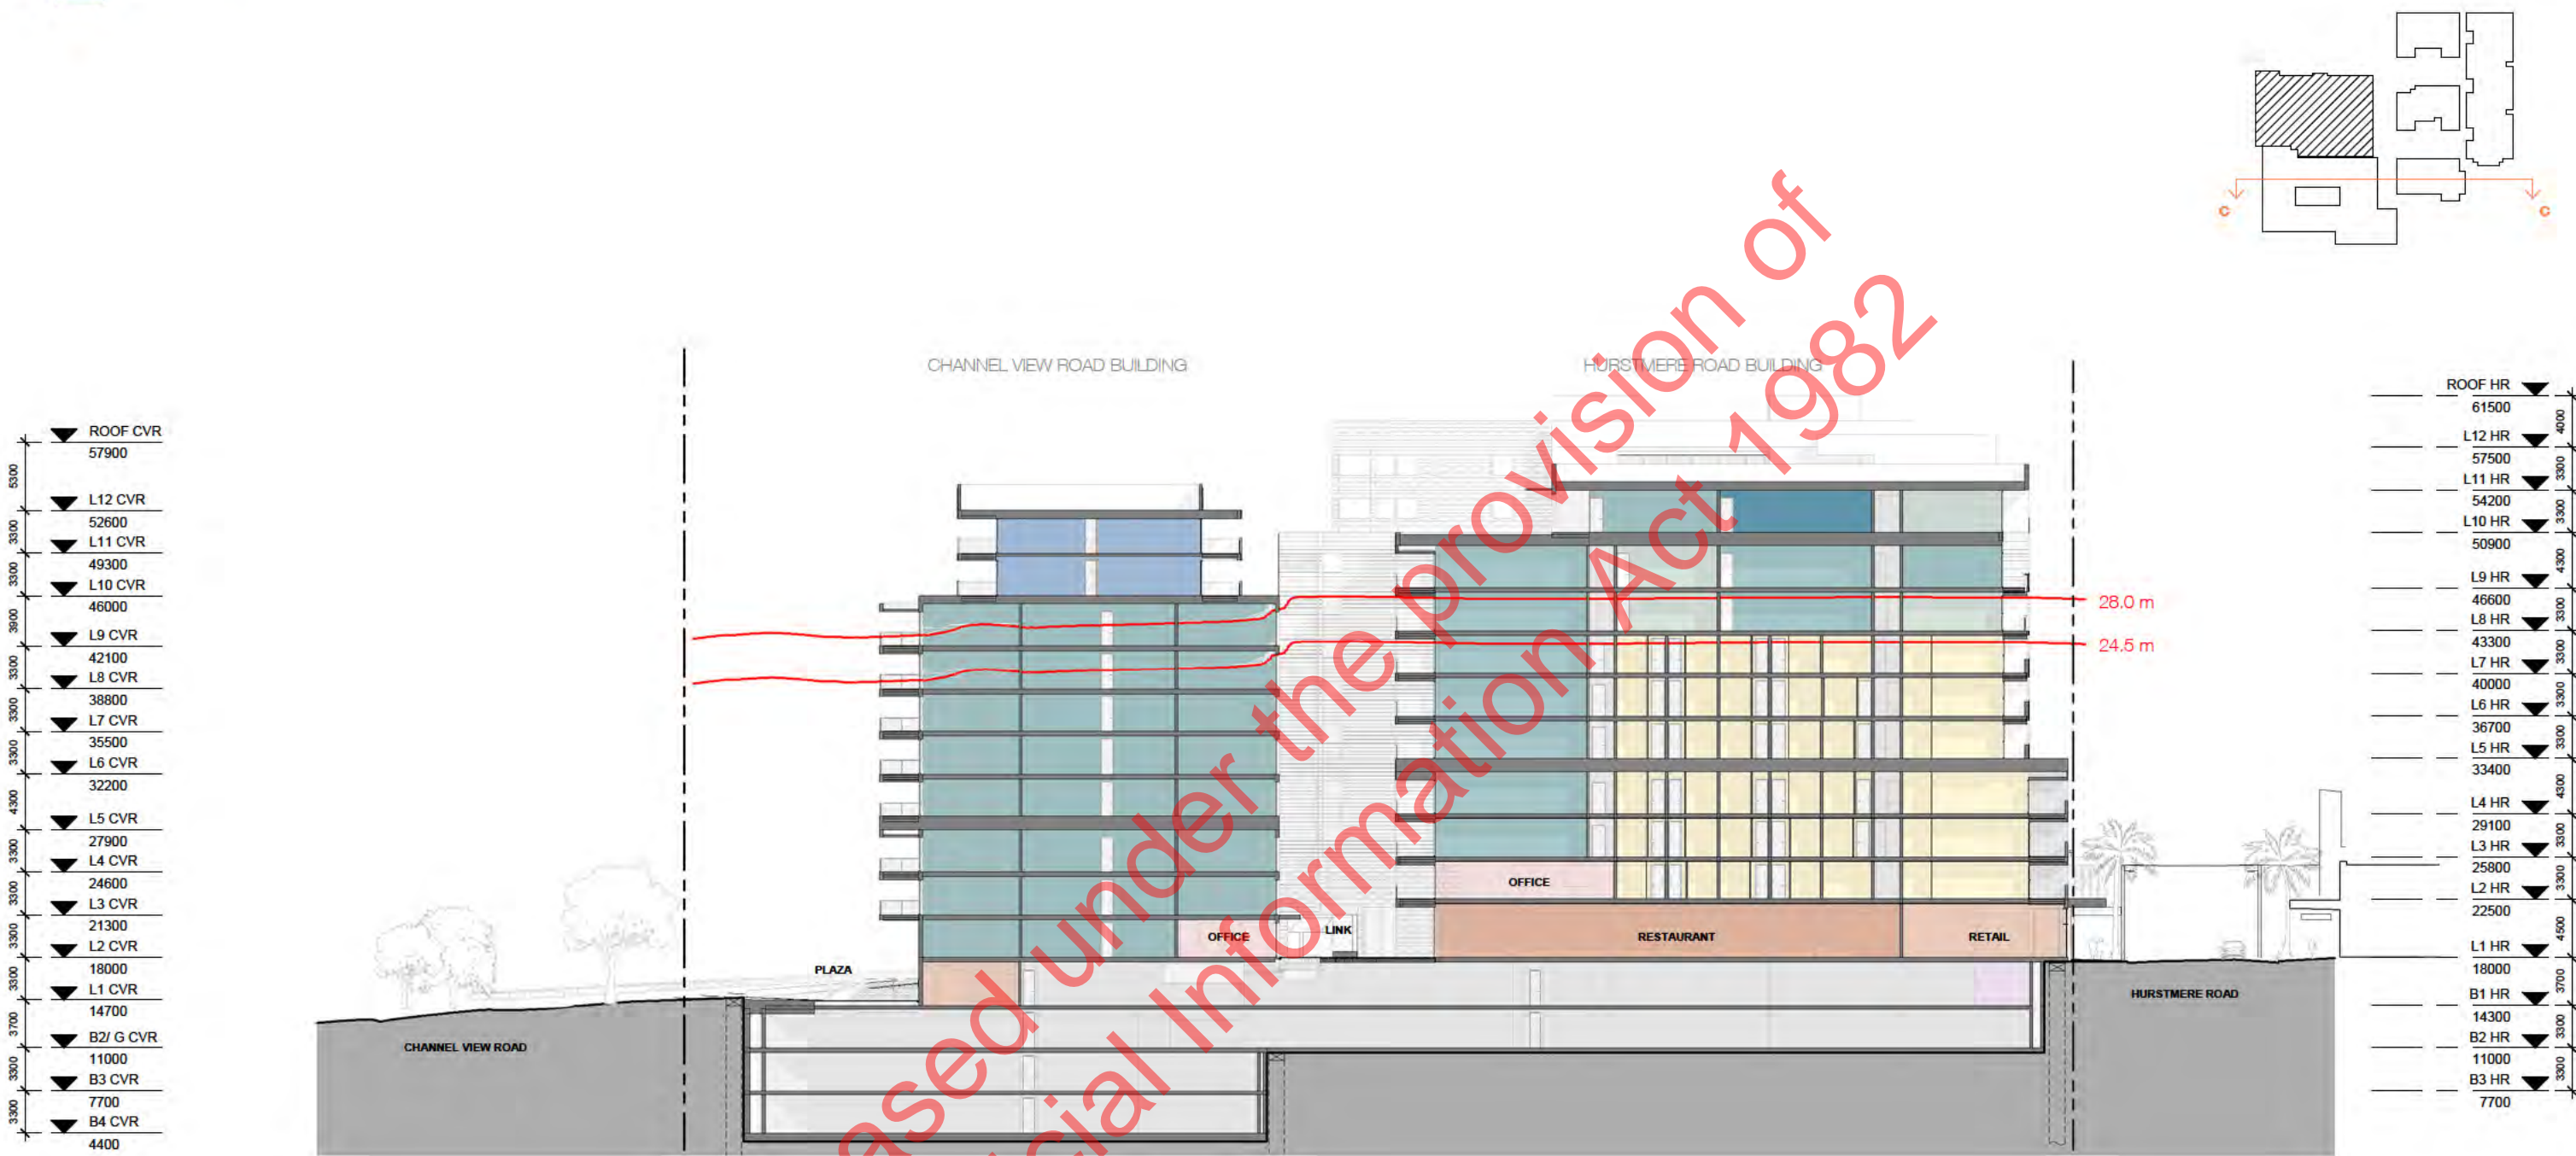 C
C
CHANNEL VIEW ROAD BUILDING
HURSTMERE ROAD BUILDING
ROOF CVR
57900
5300
L12 CVR
52600
3300
L11 CVR
49300
3300
L10 CVR
46000
3900
L9 CVR
42100
3300
L8 CVR
38800
3300
L7 CVR
35500
3300
L6 CVR
32200
4300
L5 CVR
27900
3300
L4 CVR
24600
3300
L3 CVR
21300
3300
L2 CVR
18000
3300
L1 CVR
14700
3700
B2/ G CVR
11000
3300
B3 CVR
7700
3300
B4 CVR
4400
28.0 m
24.5 m
OFFICE
OFFICE
LINK
RESTAURANT
RETAIL
PLAZA
CHANNEL VIEW ROAD
HURSTMERE ROAD
ROOF HR
61500
4000
L12 HR
57500
3300
L11 HR
54200
3300
L10 HR
50900
4300
L9 HR
46600
3300
L8 HR
43300
3300
L7 HR
40000
3300
L6 HR
36700
3300
L5 HR
33400
4300
L4 HR
29100
3300
L3 HR
25800
3300
L2 HR
22500
4500
L1 HR
18000
3700
B1 HR
14300
3300
B2 HR
11000
3300
B3 HR
7700
ased under the provision of
cial Information Act 1982